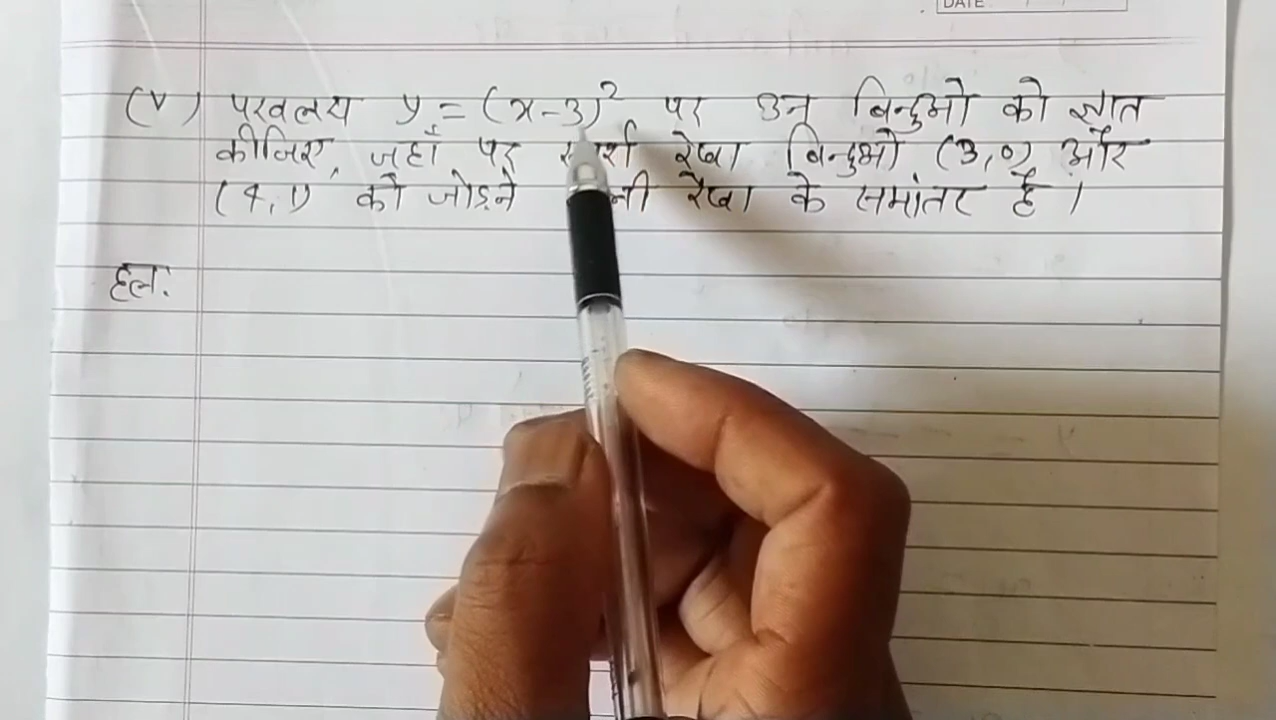 DATE
(v) परवलय y = (x-3)² पर उन बिन्दुओ को ज्ञात
कीजिए, जहाँ पर रेखा बिन्दुओ (3,0) और
(4,1) को जोड़ने रेखा के समांतर है ।
हल: